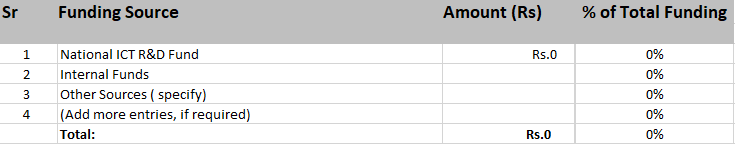 Sr Funding Source Amount (Rs) % of Total Funding
1 National ICT R&D Fund Rs.0 0%
2 Internal Funds 0%
3 Other Sources ( specify) 0%
4 (Add more entries, if required) 0%
Total: Rs.0 0%